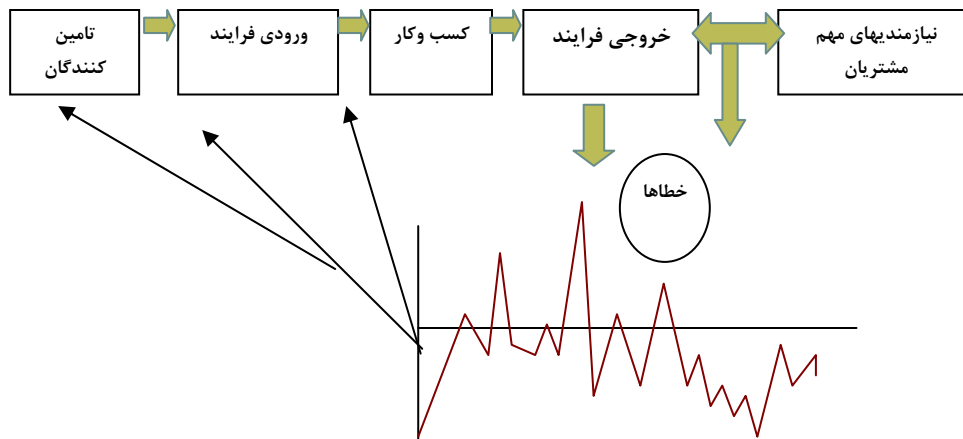 تامین
کنندگان
ورودی فرایند
کسب وکار
خروجی فرایند
نیازمندیهای مهم
مشتریان
خطاها